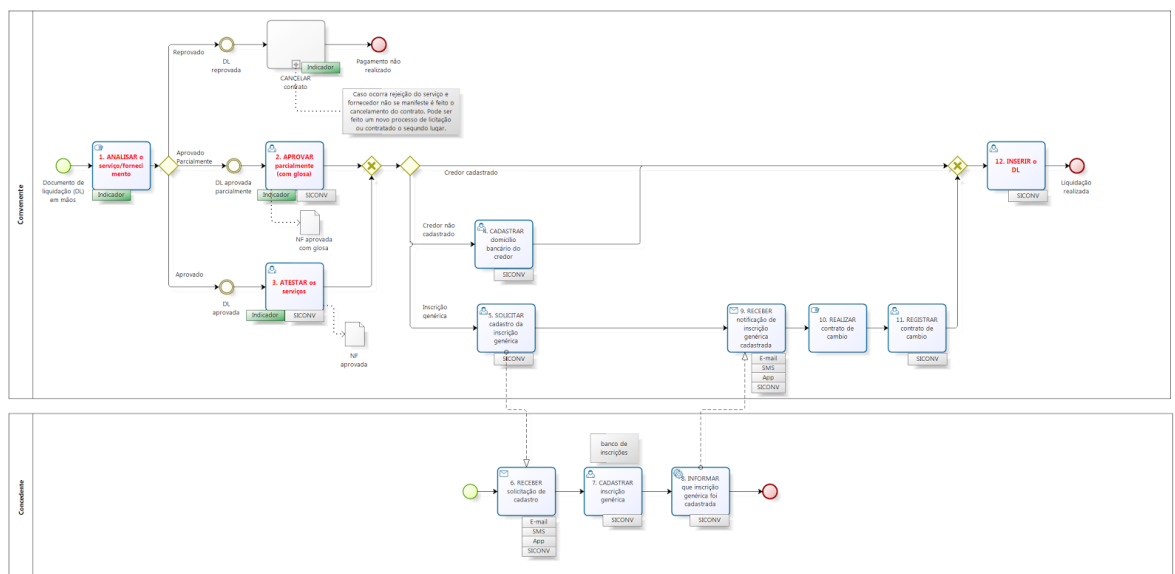 Convenente
Documento de
liquidação (DL)
em mãos
1. ANALISAR o
serviço/forneci
mento
Indicador
Reprovado
DL
reprovada
CANCELAR
contrato
Indicador
Pagamento não
realizado
Caso ocorra rejeição do serviço e
fornecedor não se manifeste é feito o
cancelamento do contrato. Pode ser
feito um novo processo de licitação
ou contratado o segundo lugar.
Aprovado
Parcialmente
DL aprovada
parcialmente
2. APROVAR
parcialmente
(com glosa)
Indicador
SICONV
NF aprovada
com glosa
Aprovado
DL
aprovada
3. ATESTAR os
serviços
Indicador
SICONV
NF
aprovada
Credor cadastrado
Credor não
cadastrado
4. CADASTRAR
domicílio
bancário do
credor
SICONV
Inscrição
genérica
5. SOLICITAR
cadastro da
inscrição
genérica
SICONV
9. RECEBER
notificação de
inscrição
genérica
cadastrada
E-mail
SMS
App
SICONV
10. REALIZAR
contrato de
cambio
11. REGISTRAR
contrato de
cambio
SICONV
12. INSERIR o
DL
SICONV
Liquidação
realizada
Concedente
6. RECEBER
solicitação de
cadastro
E-mail
SMS
App
SICONV
banco de
inscrições
7. CADASTRAR
inscrição
genérica
SICONV
8. INFORMAR
que inscrição
genérica foi
cadastrada
SICONV